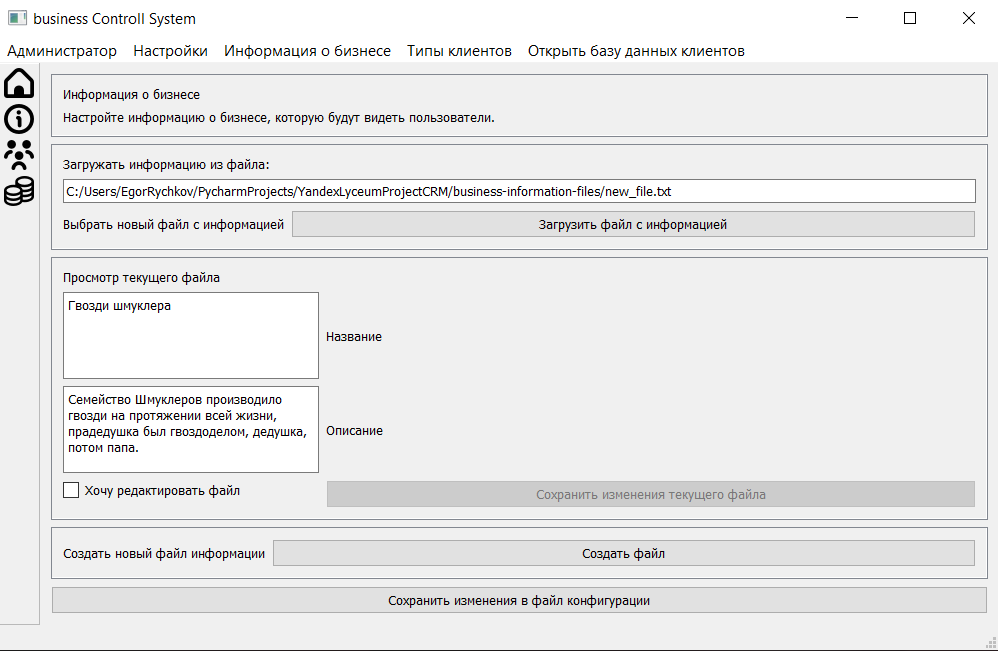 business Controll System
Администратор Настройки Информация о бизнесе Типы клиентов Открыть базу данных клиентов
Информация о бизнесе
Настройте информацию о бизнесе, которую будут видеть пользователи.
Загружать информацию из файла:
C:/Users/EgorRychkov/PycharmProjects/YandexLyceumProjectCRM/business-information-files/new_file.txt
Выбрать новый файл с информацией Загрузить файл с информацией
Просмотр текущего файла
Гвозди шмуклера
Название
Семейство Шмуклеров производило
гвозди на протяжении всей жизни,
прадедушка был гвоздоделом, дедушка,
потом папа.
Описание
Хочу редактировать файл Сохранить изменения текущего файла
Создать новый файл информации Создать файл
Сохранить изменения в файл конфигурации